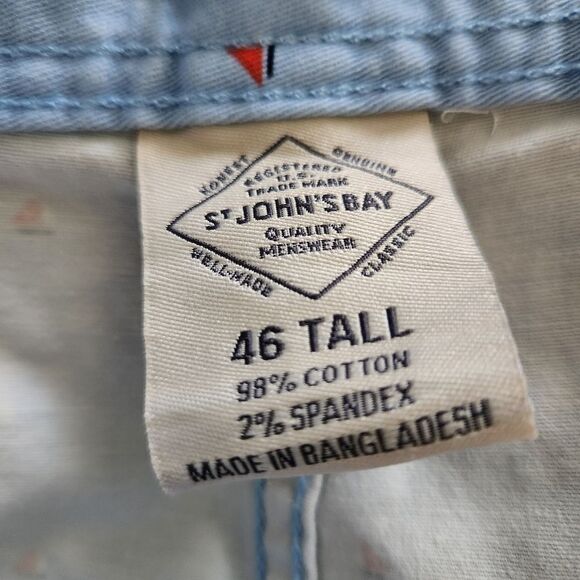 HONEST
GENUINE
REGISTERED
U.S.
TRADE MARK
ST JOHN'S BAY
QUALITY
MENSWEAR
WELL-MADE
CLASSIC
46 TALL
98% COTTON
2% SPANDEX
MADE IN BANGLADESH